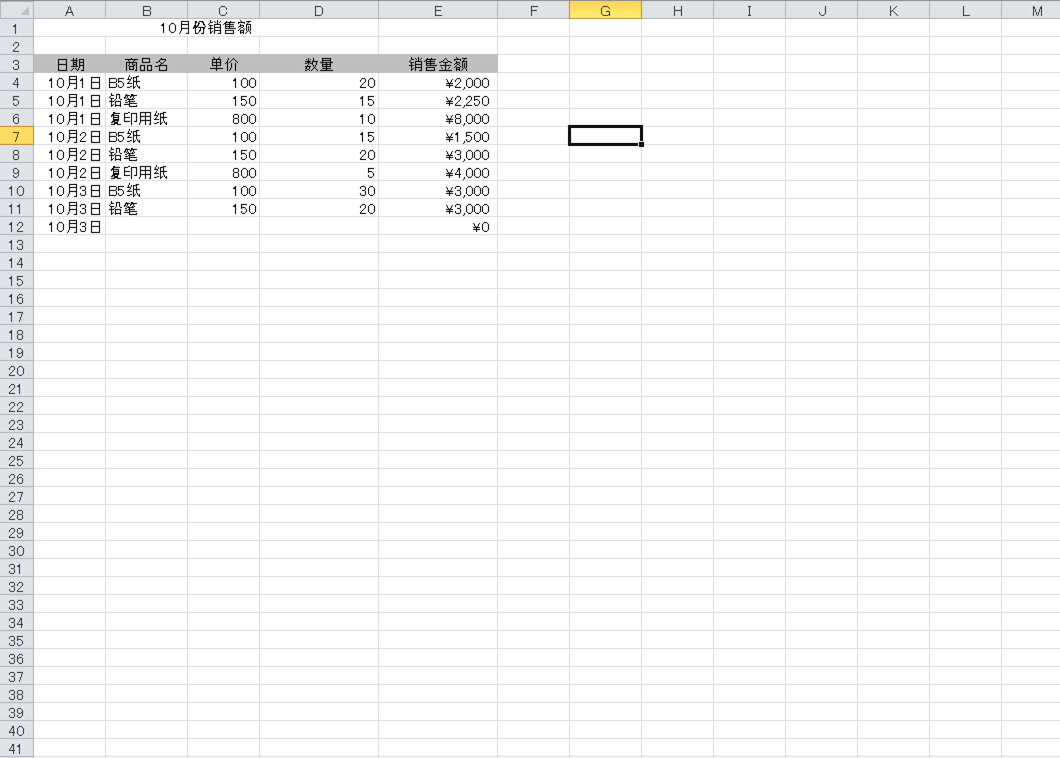 A B C D E F G H I J K L M
1 10月份销售额
2
3 日期 商品名 单价 数量 销售金额
4 10月1日 B5纸 100 20 ¥2,000
5 10月1日 铅笔 150 15 ¥2,250
6 10月1日 复印用纸 800 10 ¥8,000
7 10月2日 B5纸 100 15 ¥1,500
8 10月2日 铅笔 150 20 ¥3,000
9 10月2日 复印用纸 800 5 ¥4,000
10 10月3日 B5纸 100 30 ¥3,000
11 10月3日 铅笔 150 20 ¥3,000
12 10月3日 ¥0
13
14
15
16
17
18
19
20
21
22
23
24
25
26
27
28
29
30
31
32
33
34
35
36
37
38
39
40
41